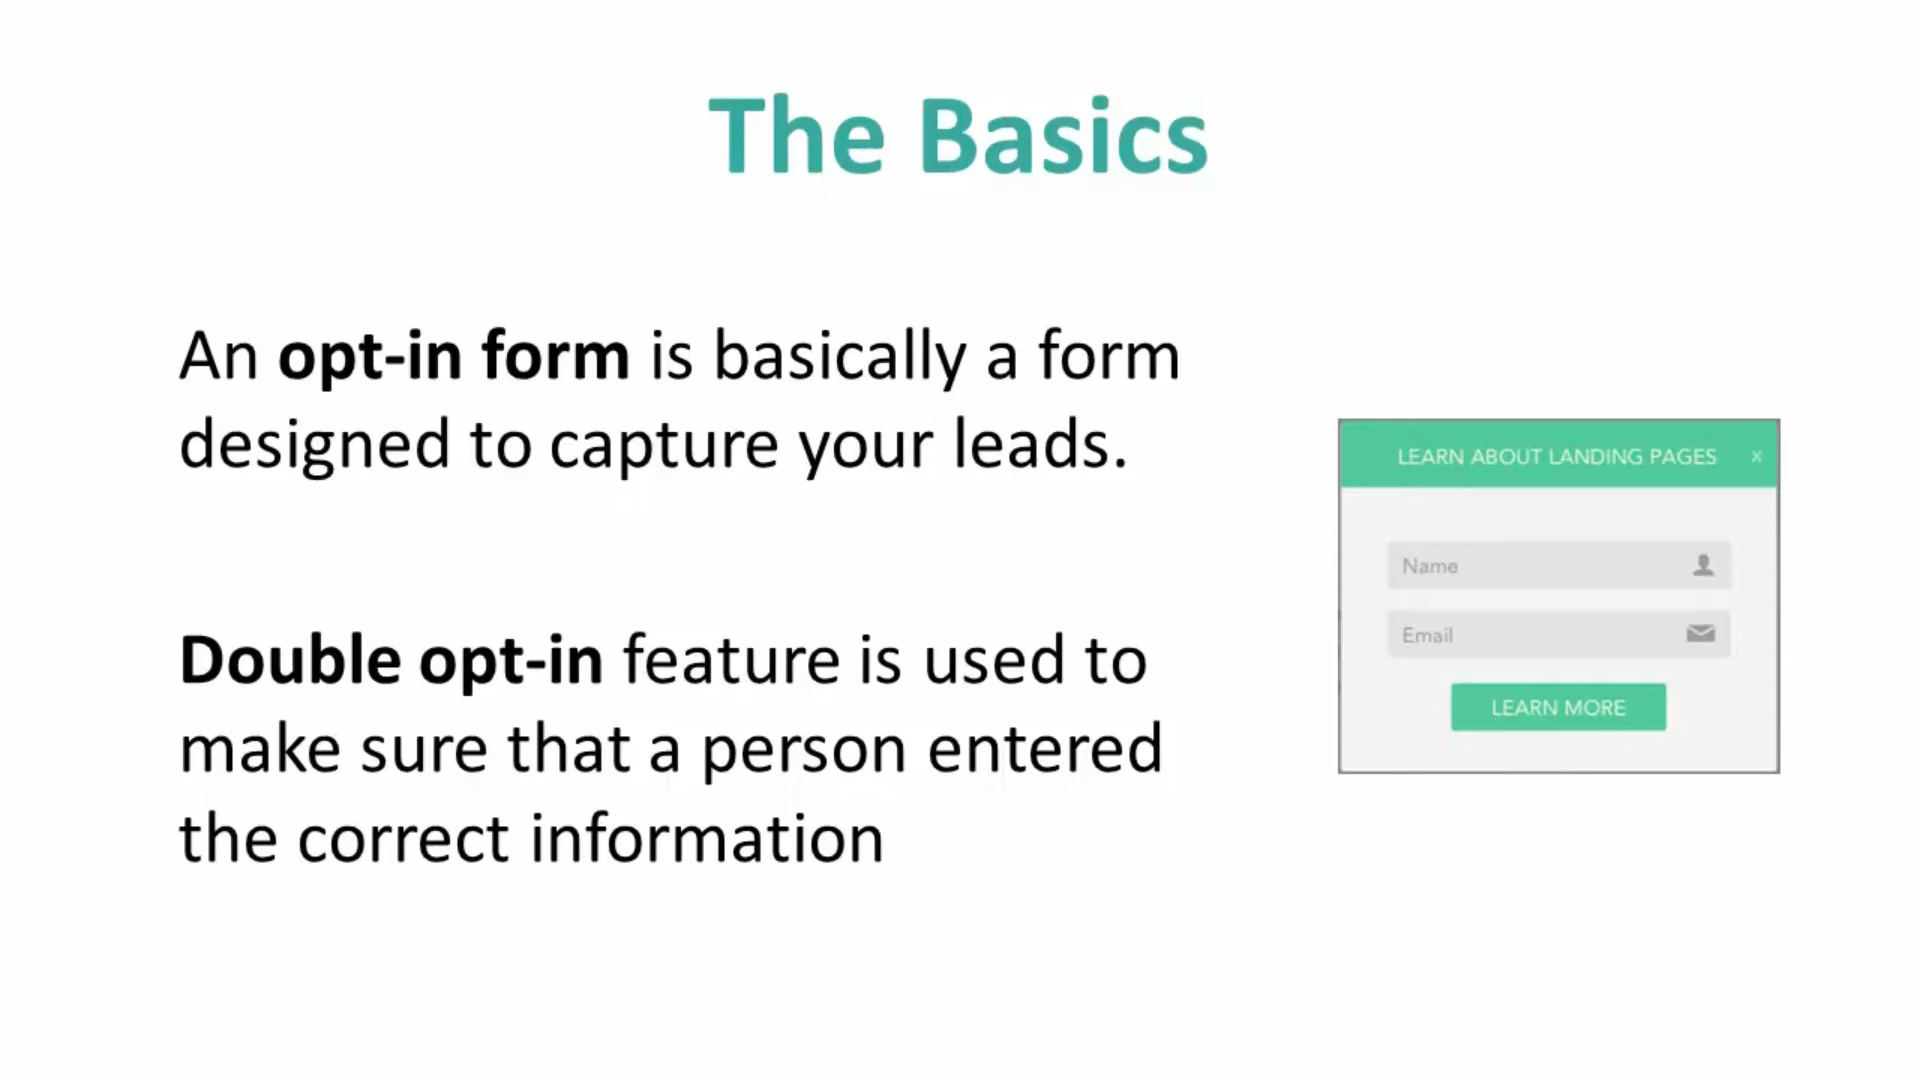 The Basics
An opt-in form is basically a form
designed to capture your leads.
Double opt-in feature is used to
make sure that a person entered
the correct information
LEARN ABOUT LANDING PAGES x
Name
Email
LEARN MORE